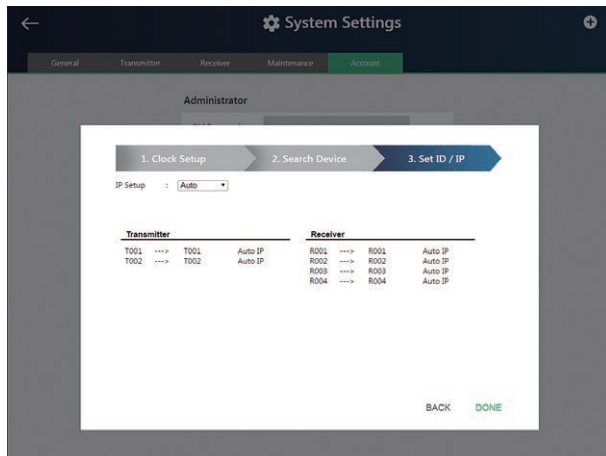 System Settings
General Transmitter Receiver Maintenance Account
Administrator
1. Clock Setup 2. Search Device 3. Set ID / IP
IP Setup : Auto
Transmitter Receiver
T001 ---> T001 Auto IP R001 ---> R001 Auto IP
T002 ---> T002 Auto IP R002 ---> R002 Auto IP
R003 ---> R003 Auto IP
R004 ---> R004 Auto IP
BACK DONE